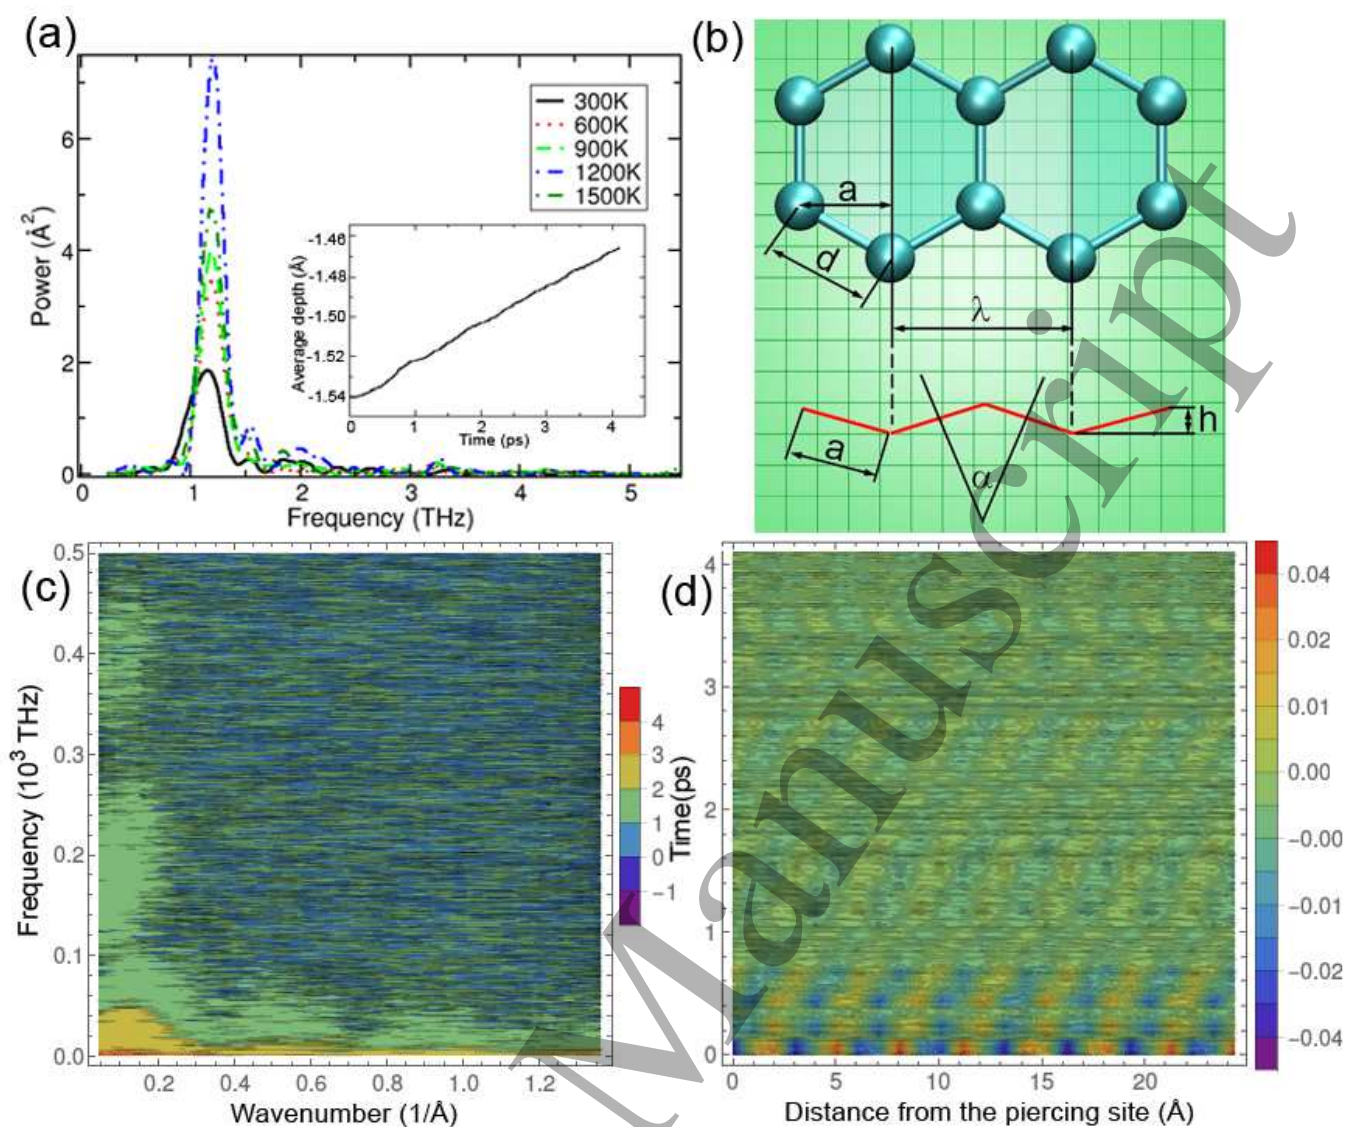 (a)
Power (Å²)
6
4
2
0
300K
600K
900K
1200K
1500K
Average depth (Å)
-1.46
-1.48
-1.50
-1.52
-1.54
0 1 2 3 4
Time (ps)
0 1 2 3 4 5
Frequency (THz)
(b)
a
d
λ
a
α
h
(c)
Frequency (10³ THz)
0.5
0.4
0.3
0.2
0.1
0.0
0.2 0.4 0.6 0.8 1.0 1.2
Wavenumber (1/Å)
4
3
2
1
0
−1
(d)
Time(ps)
4
3
2
1
0
0 5 10 15 20
Distance from the piercing site (Å)
0.04
0.02
0.01
0.00
−0.00
−0.01
−0.02
−0.04
Manuscript